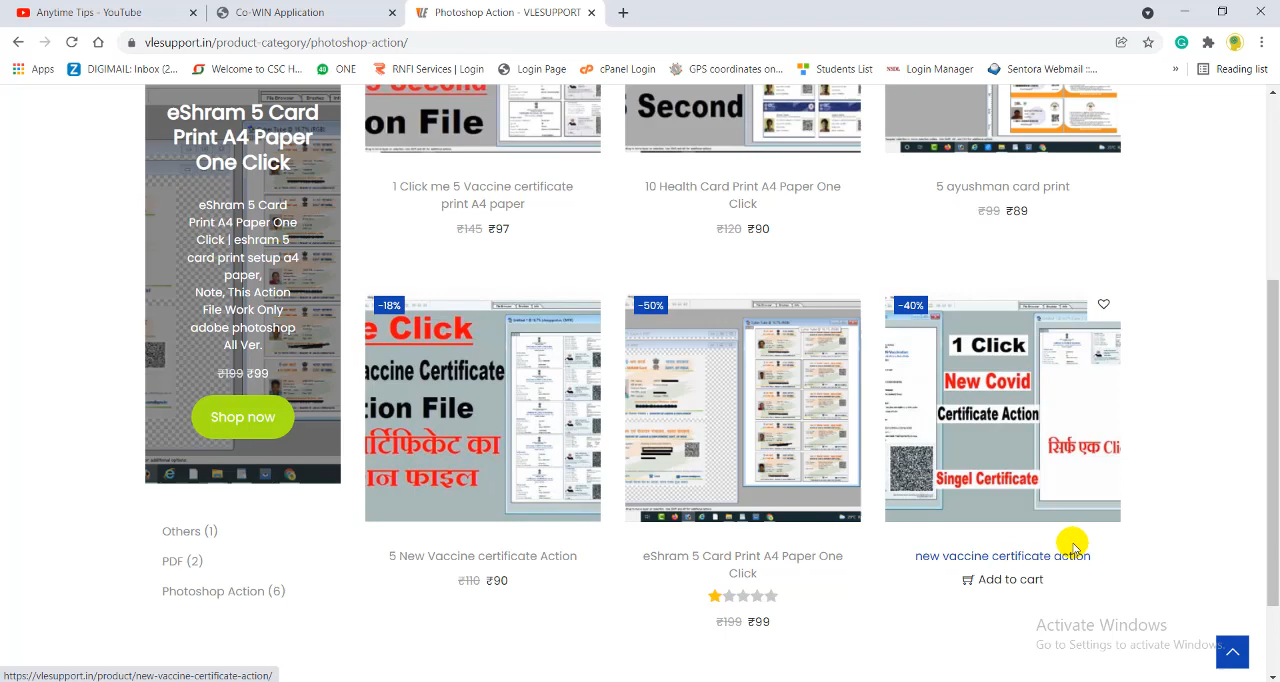 Anytime Tips - YouTube
Co-WIN Application
Photoshop Action - VLESUPPORT
vlesupport.in/product-category/photoshop-action/
Apps
DIGIMAIL: Inbox (2...
Welcome to CSC H...
ONE
RNFI Services | Login
Login Page
cPanel Login
GPS coordinates on...
Students List
Login Manager
Sentora Webmail ::...
Reading list
eShram 5 Card
Print A4 Paper
One Click
eShram 5 Card
Print A4 Paper One
Click | eshram 5
card print setup a4
paper,
Note, This Action
File Work Only
adobe photoshop
All Ver.
₹199 ₹99
Shop now
Others (1)
PDF (2)
Photoshop Action (6)
on File
Second
1 Click me 5 Vaccine certificate
print A4 paper
₹145 ₹97
10 Health Card Print A4 Paper One
Click
₹120 ₹90
5 ayushman card print
₹99 ₹89
-18%
e Click
accine Certificate
ion File
र्टिफिकेट का
न फाइल
5 New Vaccine certificate Action
₹110 ₹90
-50%
eShram 5 Card Print A4 Paper One
Click
₹199 ₹99
-40%
1 Click
New Covid
Certificate Action
सिर्फ एक Cli
Singel Certificate
new vaccine certificate action
Add to cart
Activate Windows
Go to Settings to activate Windows.
https://vlesupport.in/product/new-vaccine-certificate-action/